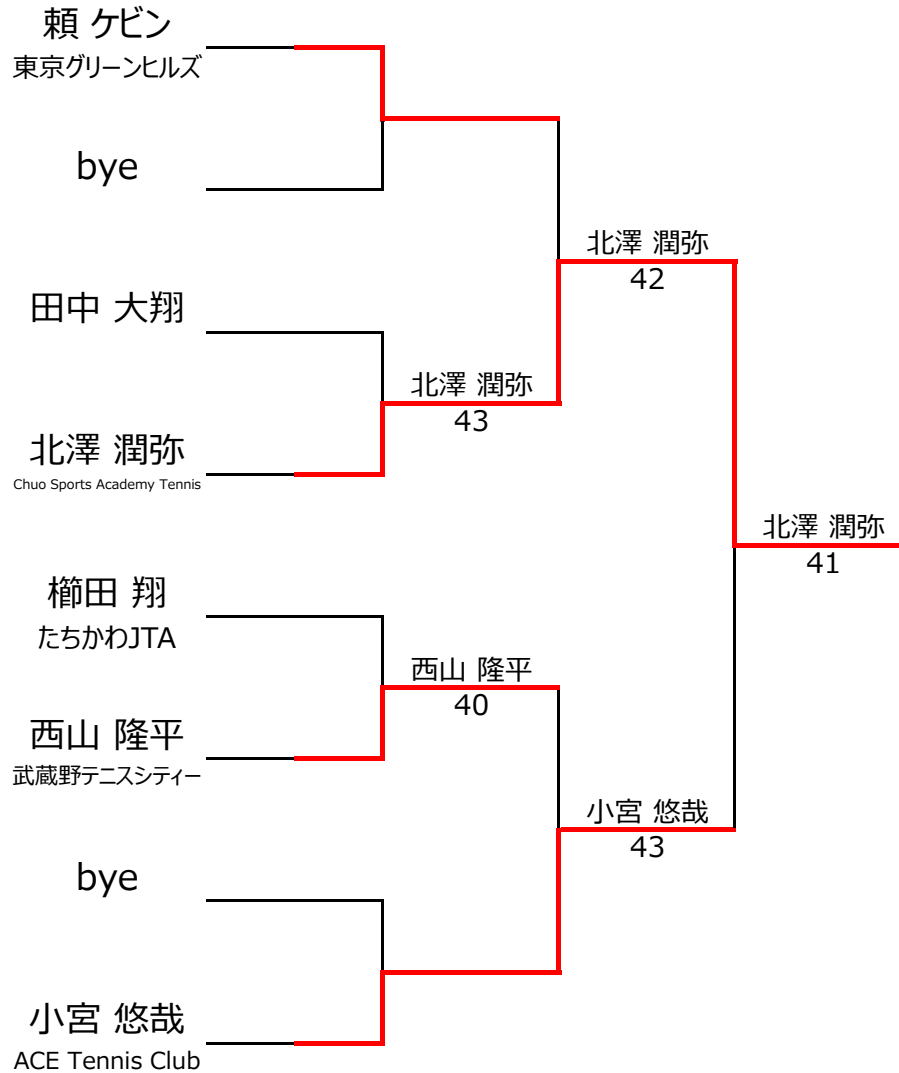 頼 ケビン
東京グリーンヒルズ
bye
田中 大翔
北澤 潤弥
Chuo Sports Academy Tennis
櫛田 翔
たちかわJTA
西山 隆平
武蔵野テニスシティー
bye
小宮 悠哉
ACE Tennis Club
北澤 潤弥
43
西山 隆平
40
北澤 潤弥
42
小宮 悠哉
43
北澤 潤弥
41